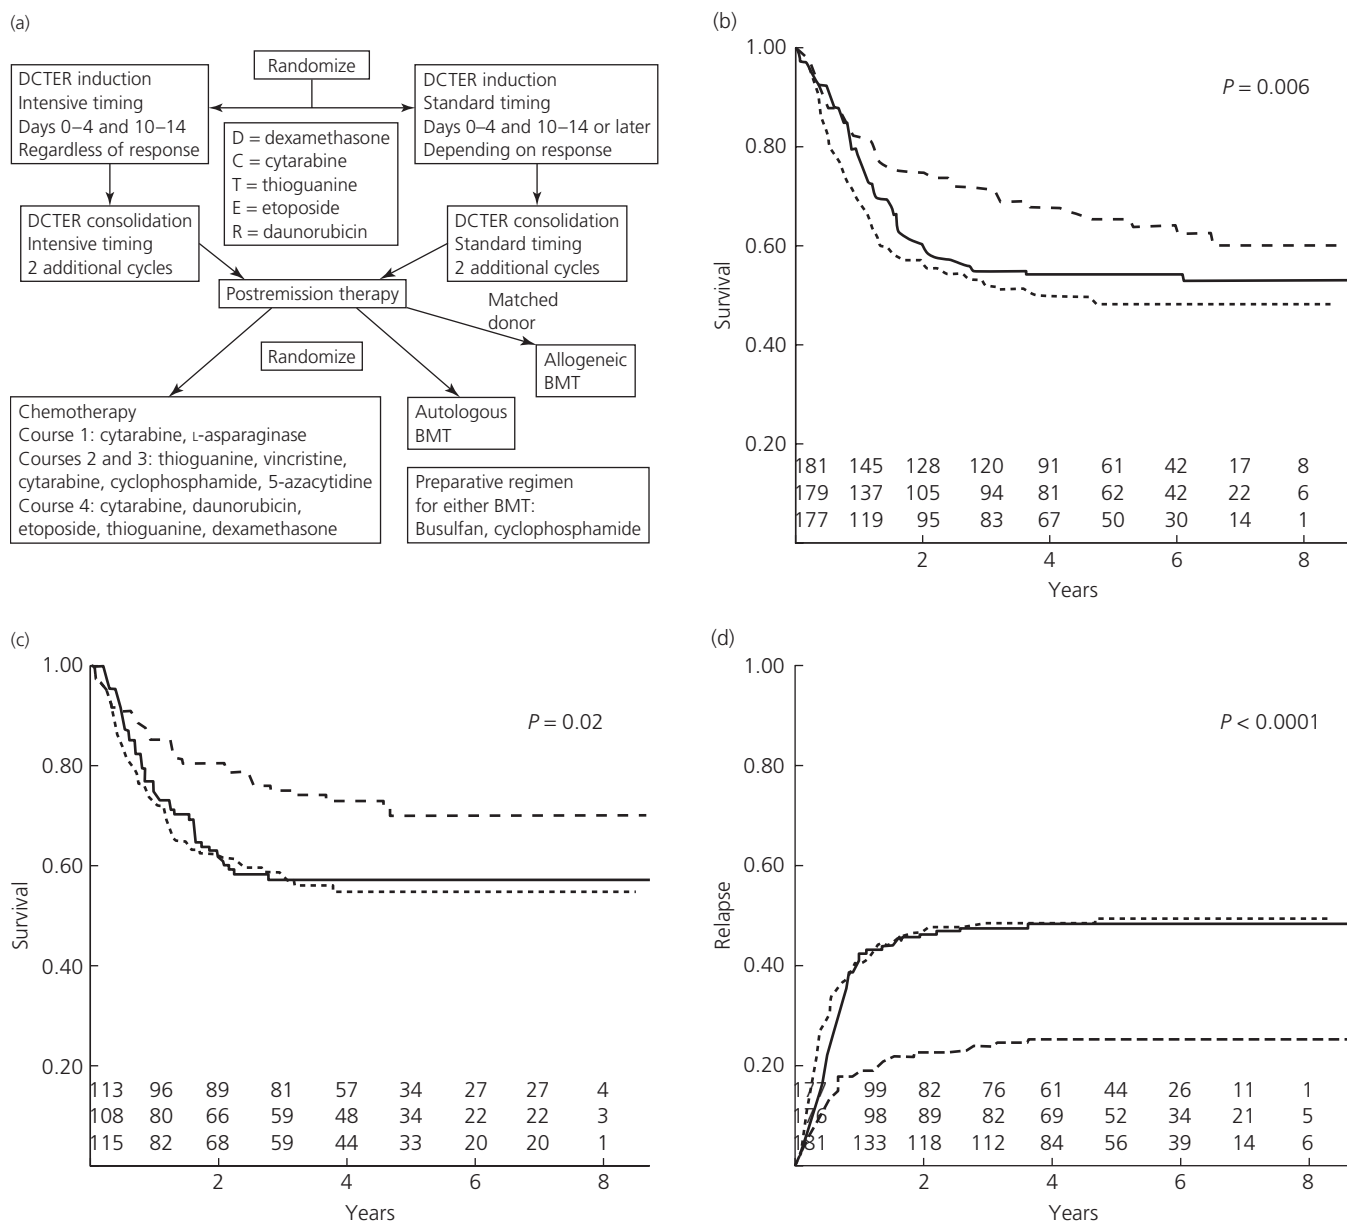 (a)
Randomize
DCTER induction
Intensive timing
Days 0–4 and 10–14
Regardless of response
DCTER induction
Standard timing
Days 0–4 and 10–14 or later
Depending on response
D = dexamethasone
C = cytarabine
T = thioguanine
E = etoposide
R = daunorubicin
DCTER consolidation
Intensive timing
2 additional cycles
DCTER consolidation
Standard timing
2 additional cycles
Postremission therapy
Matched
donor
Randomize
Allogeneic
BMT
Chemotherapy
Course 1: cytarabine, L-asparaginase
Courses 2 and 3: thioguanine, vincristine,
cytarabine, cyclophosphamide, 5-azacytidine
Course 4: cytarabine, daunorubicin,
etoposide, thioguanine, dexamethasone
Autologous
BMT
Preparative regimen
for either BMT:
Busulfan, cyclophosphamide
(b)
1.00
P = 0.006
0.80
0.60
Survival
0.40
0.20
181 145 128 120 91 61 42 17 8
179 137 105 94 81 62 42 22 6
177 119 95 83 67 50 30 14 1
2 4 6 8
Years
(c)
1.00
P = 0.02
0.80
0.60
Survival
0.40
0.20
113 96 89 81 57 34 27 27 4
108 80 66 59 48 34 22 22 3
115 82 68 59 44 33 20 20 1
2 4 6 8
Years
(d)
1.00
P < 0.0001
0.80
0.60
Relapse
0.40
0.20
177 99 82 76 61 44 26 11 1
176 98 89 82 69 52 34 21 5
181 133 118 112 84 56 39 14 6
2 4 6 8
Years